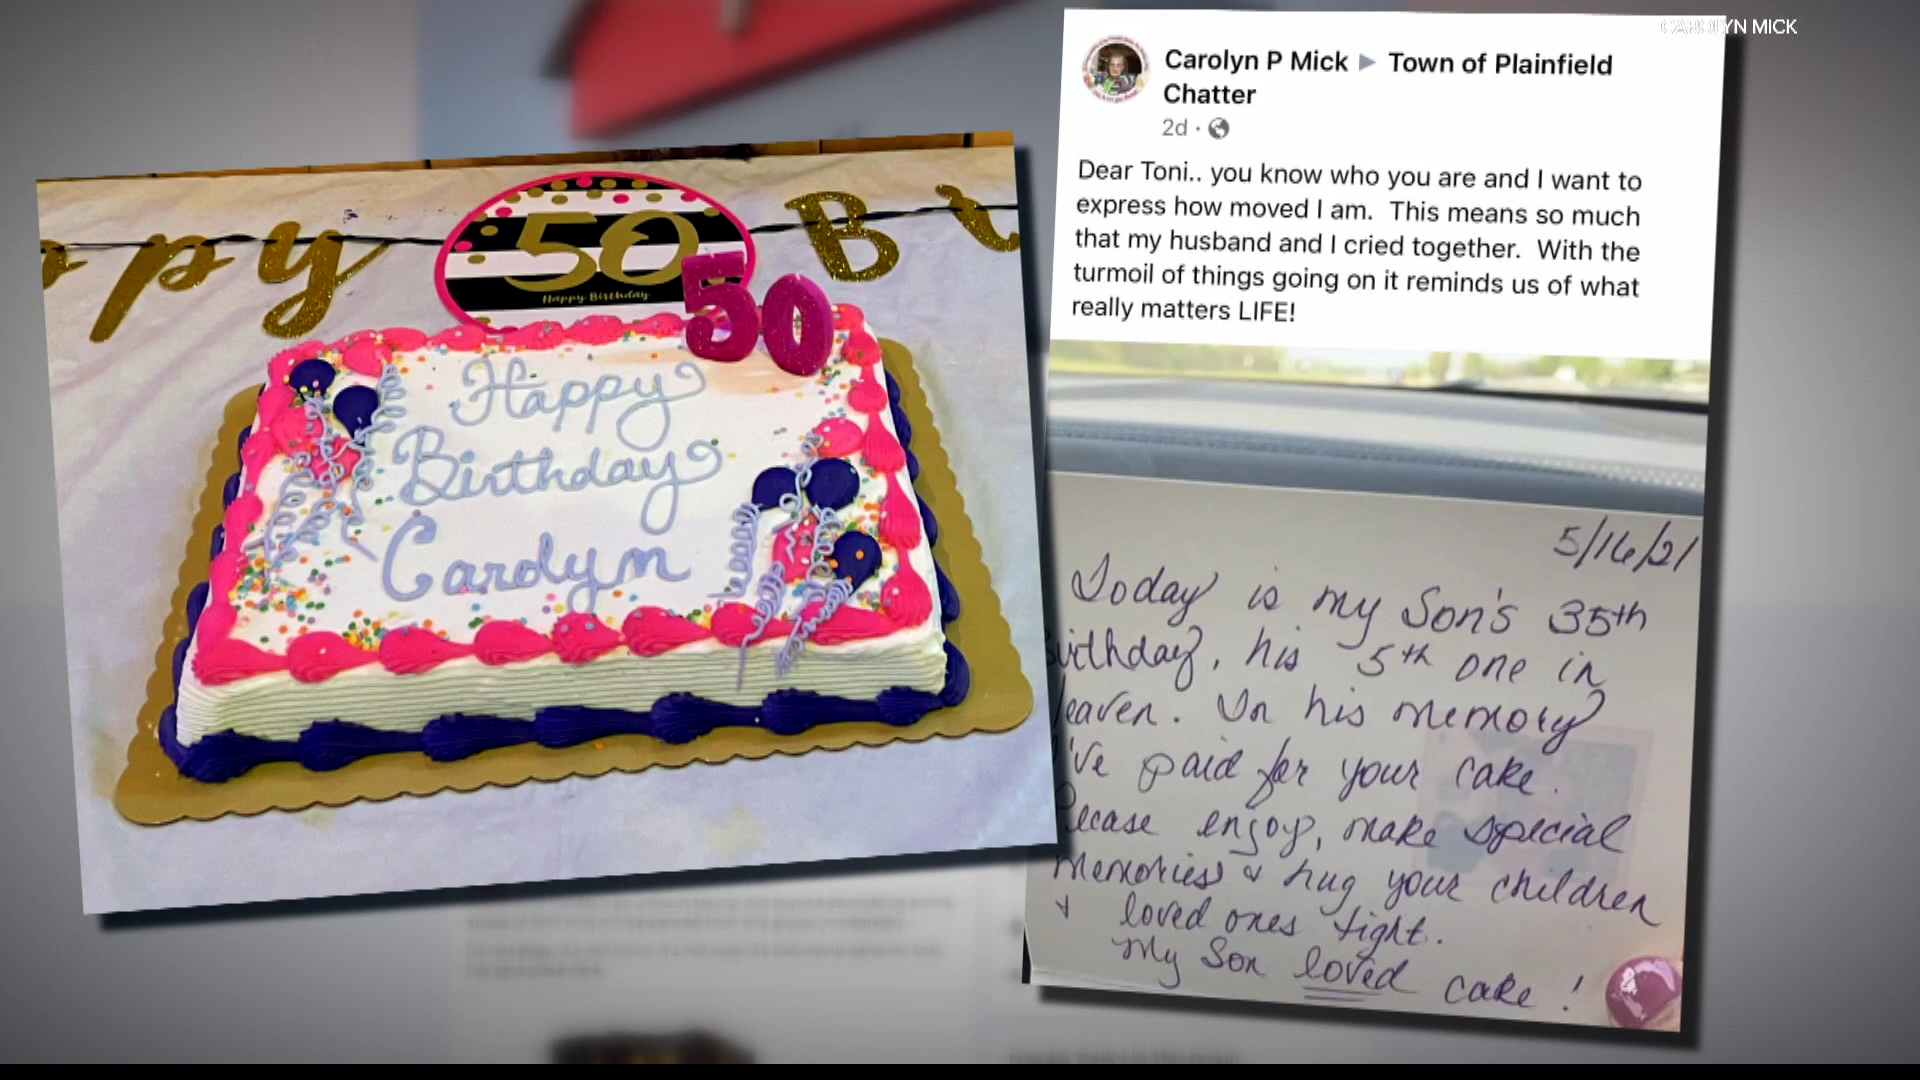 CAROLYN MICK
ppy
50
Happy Birthday
B
50
Happy
Birthday
Carolyn
Carolyn P Mick ▶ Town of Plainfield
Chatter
2d ·
Dear Toni.. you know who you are and I want to
express how moved I am. This means so much
that my husband and I cried together. With the
turmoil of things going on it reminds us of what
really matters LIFE!
5/16/21
Today is my Son's 35th
Birthday, his 5th one in
Heaven. In his memory
I've paid for your cake.
Please enjoy, make special
memories & hug your children
& loved ones tight.
My Son loved cake!